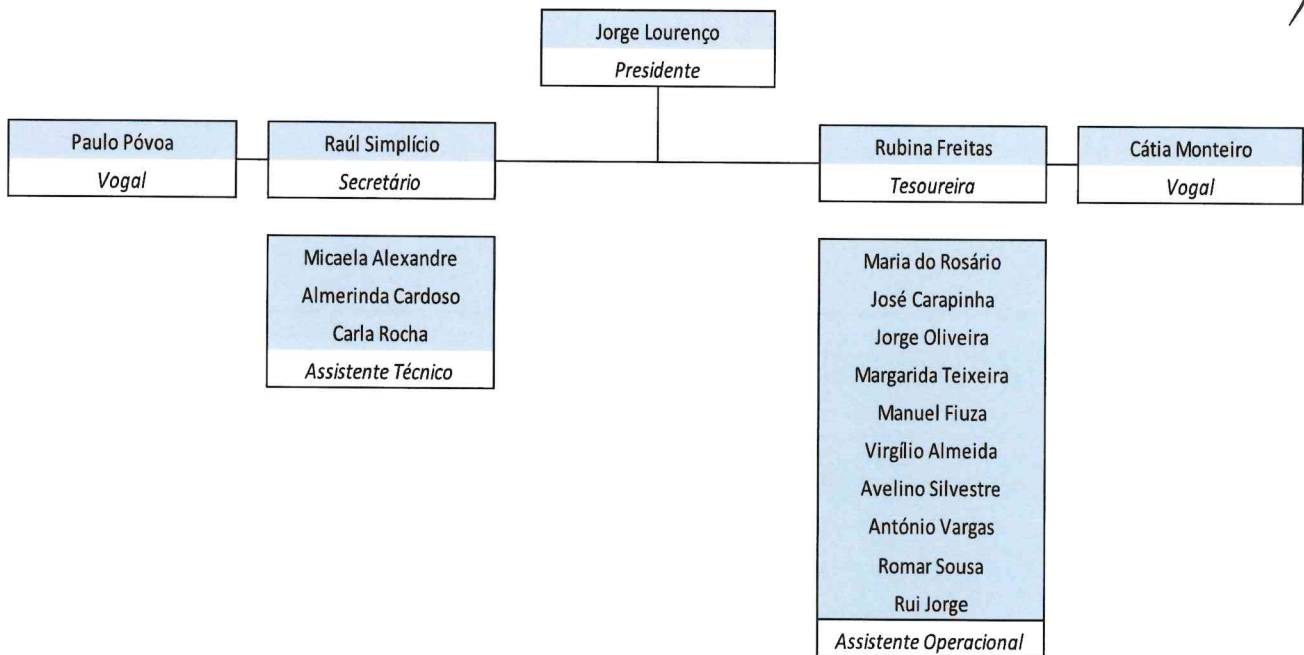 Jorge Lourenço
Presidente
Paulo Póvoa
Vogal
Raúl Simplício
Secretário
Rubina Freitas
Tesoureira
Cátia Monteiro
Vogal
Micaela Alexandre
Almerinda Cardoso
Carla Rocha
Assistente Técnico
Maria do Rosário
José Carapinha
Jorge Oliveira
Margarida Teixeira
Manuel Fiuza
Virgílio Almeida
Avelino Silvestre
António Vargas
Romar Sousa
Rui Jorge
Assistente Operacional